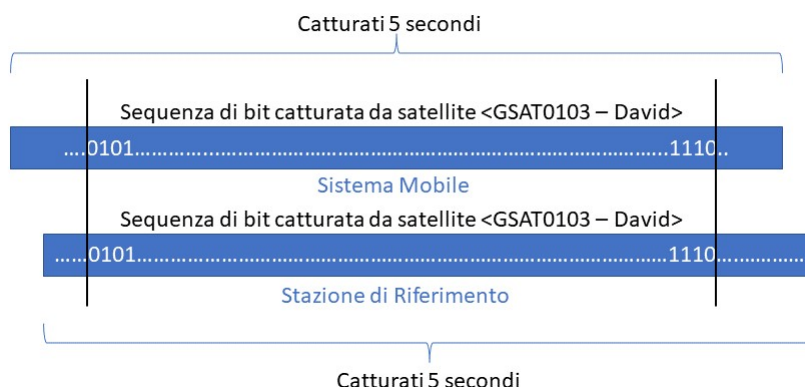 Catturati 5 secondi
Sequenza di bit catturata da satellite <GSAT0103 – David>
....0101……………………………………………………………………………1110..
Sistema Mobile
Sequenza di bit catturata da satellite <GSAT0103 – David>
……0101……………………………………………………………………………1110……………
Stazione di Riferimento
Catturati 5 secondi